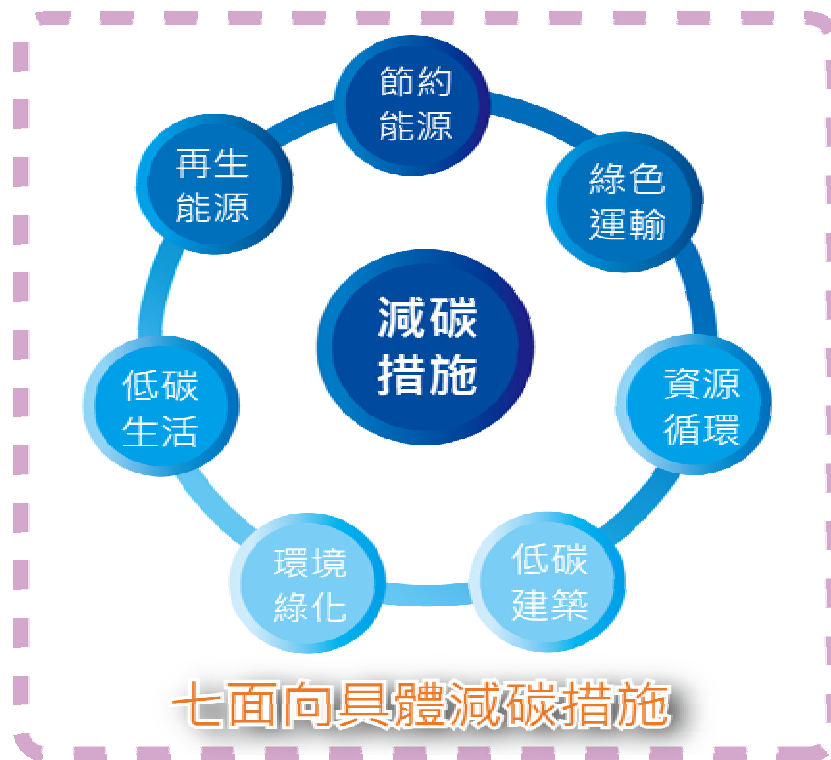 節約
能源
綠色
運輸
資源
循環
低碳
建築
環境
綠化
低碳
生活
再生
能源
減碳
措施
七面向具體減碳措施